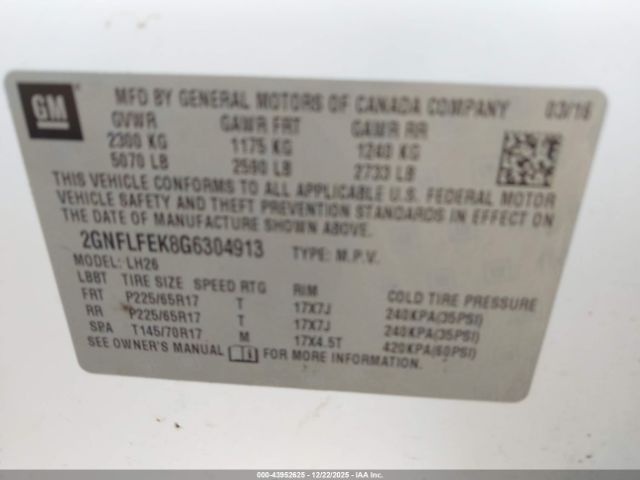 GM
MFD BY GENERAL MOTORS OF CANADA COMPANY 03/16
GVWR GAWR FRT GAWR RR
2300 KG 1175 KG 1240 KG
5070 LB 2590 LB 2733 LB
THIS VEHICLE CONFORMS TO ALL APPLICABLE U.S. FEDERAL MOTOR
VEHICLE SAFETY AND THEFT PREVENTION STANDARDS IN EFFECT ON
THE DATE OF MANUFACTURE SHOWN ABOVE.
2GNFLFEK8G6304913 TYPE: M.P.V.
MODEL: LH26
LBBT TIRE SIZE SPEED RTG RIM COLD TIRE PRESSURE
FRT P225/65R17 T 17X7J 240KPA(35PSI)
RR P225/65R17 T 17X7J 240KPA(35PSI)
SPA T145/70R17 M 17X4.5T 420KPA(60PSI)
SEE OWNER'S MANUAL FOR MORE INFORMATION
000-43952625 - 12/22/2025 - IAAI.COM